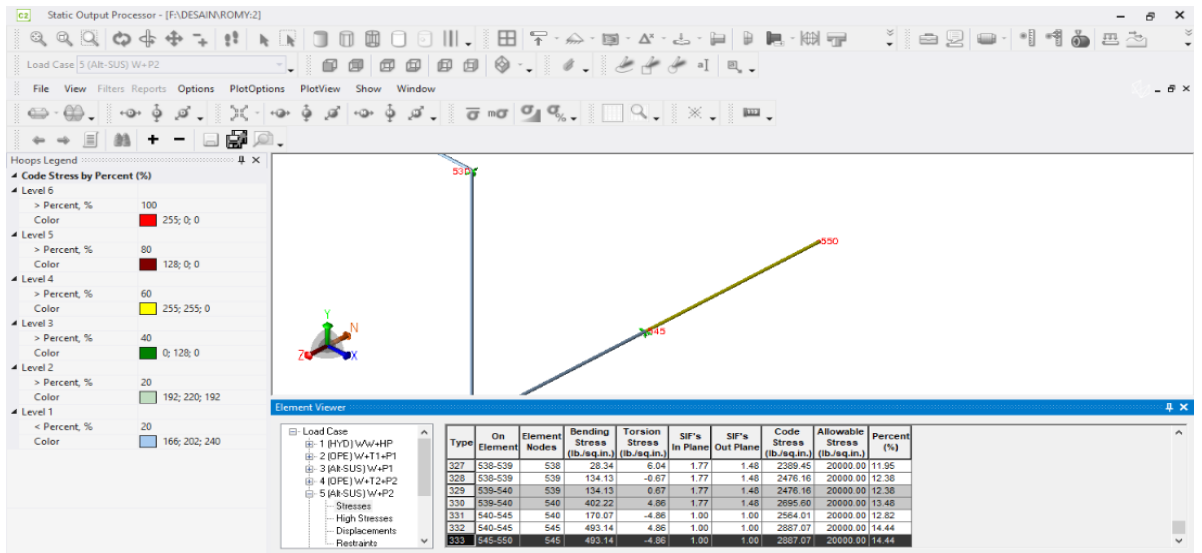 Static Output Processor - [F:\DESAIN\ROMY:2]
Load Case 5 (Alt-SUS) W+P2
File View Filters Reports Options PlotOptions PlotView Show Window
Hoops Legend
Code Stress by Percent (%)
Level 6
> Percent, % 100
Color 255; 0; 0
Level 5
> Percent, % 80
Color 128; 0; 0
Level 4
> Percent, % 60
Color 255; 255; 0
Level 3
> Percent, % 40
Color 0; 128; 0
Level 2
> Percent, % 20
Color 192; 220; 192
Level 1
< Percent, % 20
Color 166; 202; 240
530
550
545
Y
N
Z
X
Element Viewer
Load Case
1 (HYD) WW+HP
2 (OPE) W+T1+P1
3 (Alt-SUS) W+P1
4 (OPE) W+T2+P2
5 (Alt-SUS) W+P2
Stresses
High Stresses
Displacements
Restraints
Type On Element Element Nodes Bending Stress (lb./sq.in.) Torsion Stress (lb./sq.in.) SIF's In Plane SIF's Out Plane Code Stress (lb./sq.in.) Allowable Stress (lb./sq.in.) Percent (%)
327 538-539 538 28.34 6.04 1.77 1.48 2389.45 20000.00 11.95
328 538-539 539 134.13 -0.67 1.77 1.48 2476.16 20000.00 12.38
329 539-540 539 134.13 0.67 1.77 1.48 2476.16 20000.00 12.38
330 539-540 540 402.22 4.86 1.77 1.48 2695.60 20000.00 13.48
331 540-545 540 170.07 -4.86 1.00 1.00 2564.01 20000.00 12.82
332 540-545 545 493.14 4.86 1.00 1.00 2887.07 20000.00 14.44
333 545-550 545 493.14 -4.86 1.00 1.00 2887.07 20000.00 14.44